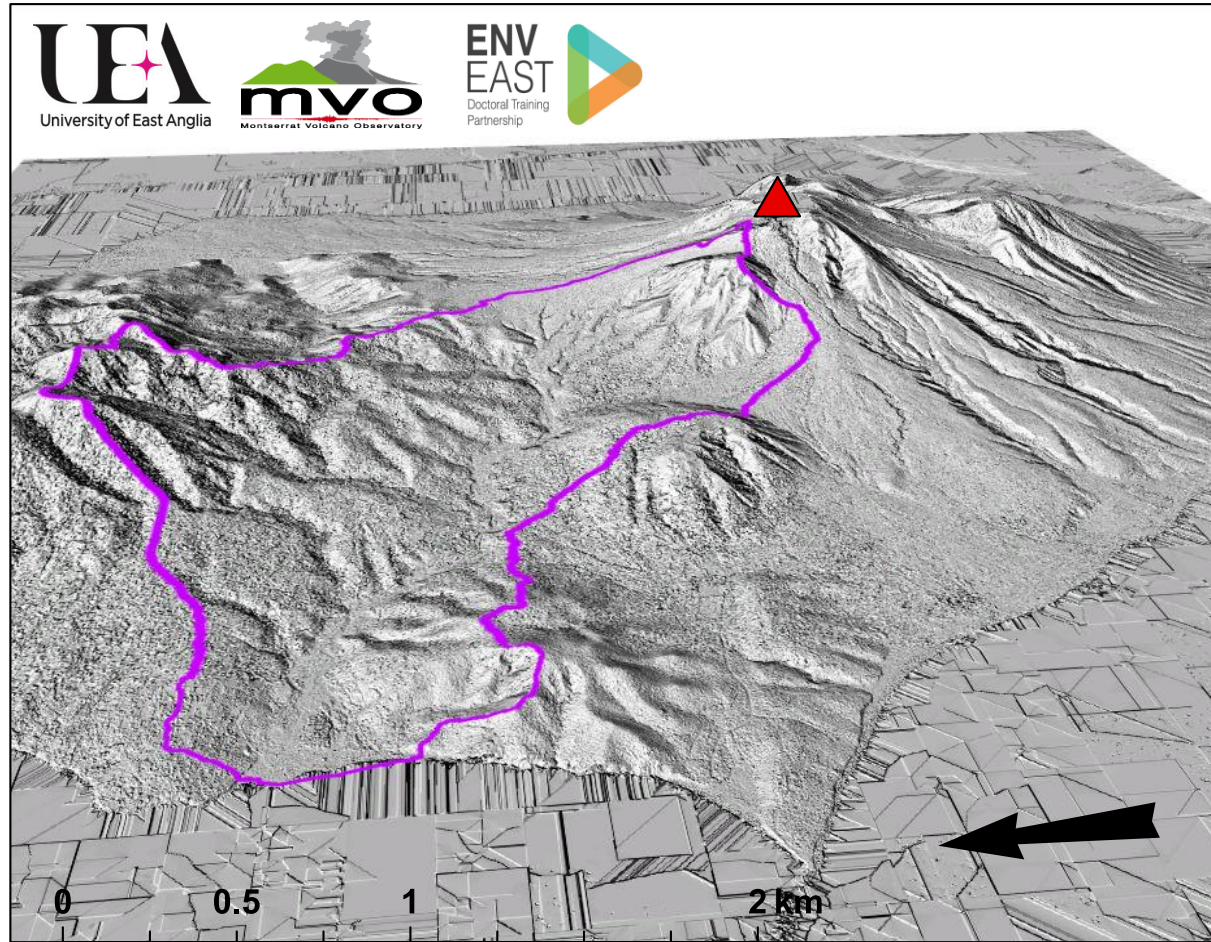 UEA
University of East Anglia
mvo
Montserrat Volcano Observatory
ENV
EAST
Doctoral Training
Partnership
0 0.5 1 2 km